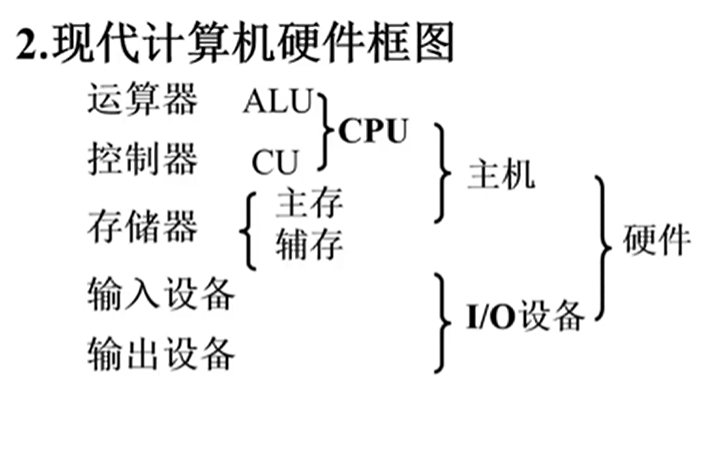 2.现代计算机硬件框图
运算器 ALU
CPU
控制器 CU
主机
存储器 主存
辅存
硬件
输入设备
I/O设备
输出设备